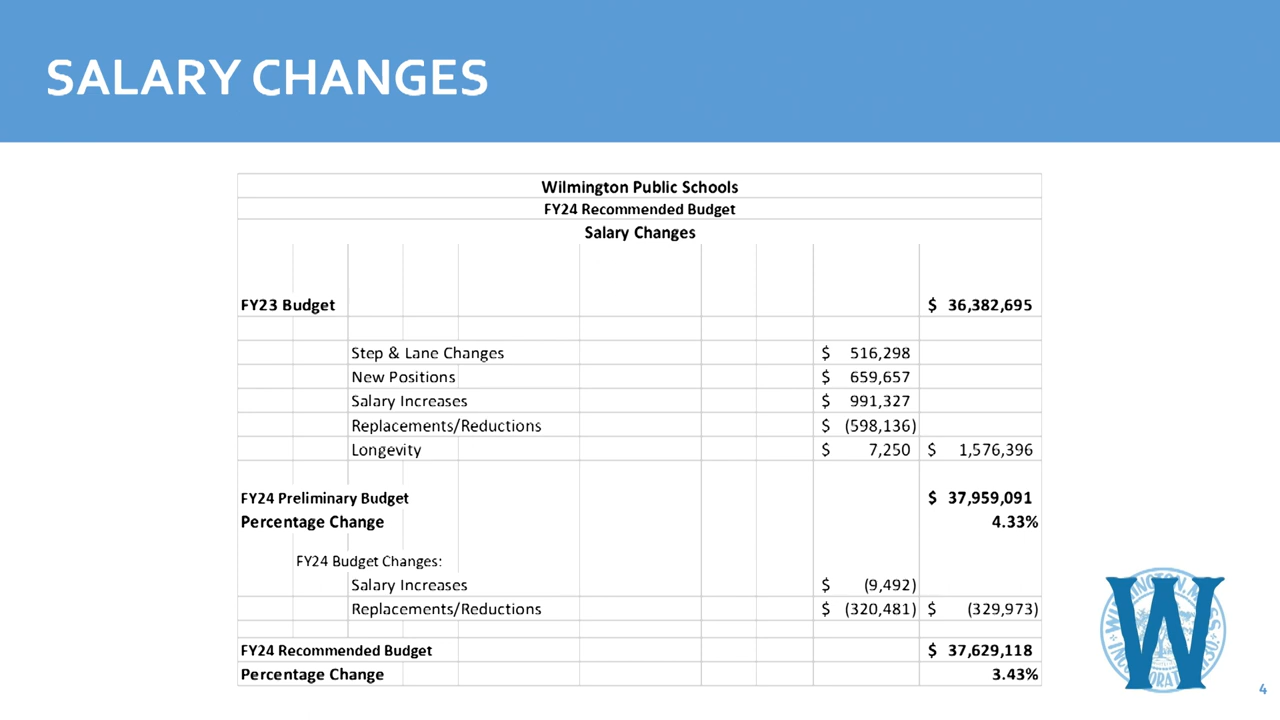 SALARY CHANGES
Wilmington Public Schools
FY24 Recommended Budget
Salary Changes
FY23 Budget $ 36,382,695
Step & Lane Changes $ 516,298
New Positions $ 659,657
Salary Increases $ 991,327
Replacements/Reductions $ (598,136)
Longevity $ 7,250 $ 1,576,396
FY24 Preliminary Budget $ 37,959,091
Percentage Change 4.33%
FY24 Budget Changes:
Salary Increases $ (9,492)
Replacements/Reductions $ (320,481) $ (329,973)
FY24 Recommended Budget $ 37,629,118
Percentage Change 3.43%
W
4